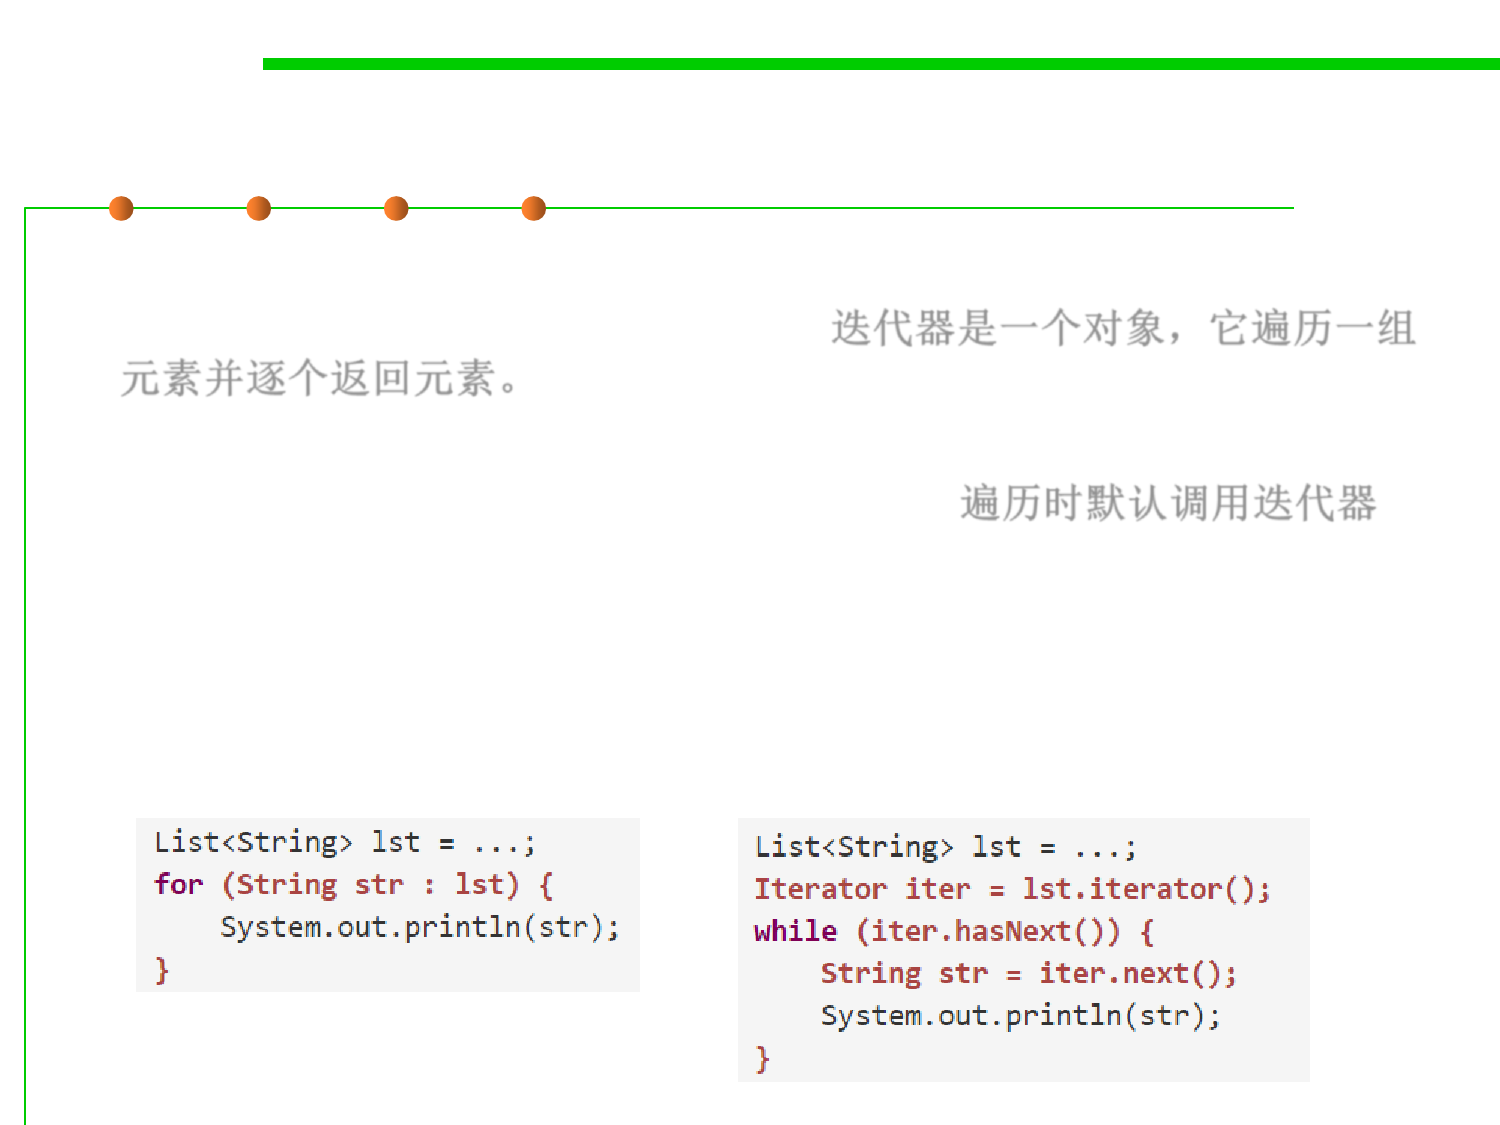 迭代器是一个对象，它遍历一组
元素并逐个返回元素。
遍历时默认调用迭代器
List<String> lst = ...;
for (String str : lst) {
    System.out.println(str);
}
List<String> lst = ...;
Iterator iter = lst.iterator();
while (iter.hasNext()) {
    String str = iter.next();
    System.out.println(str);
}